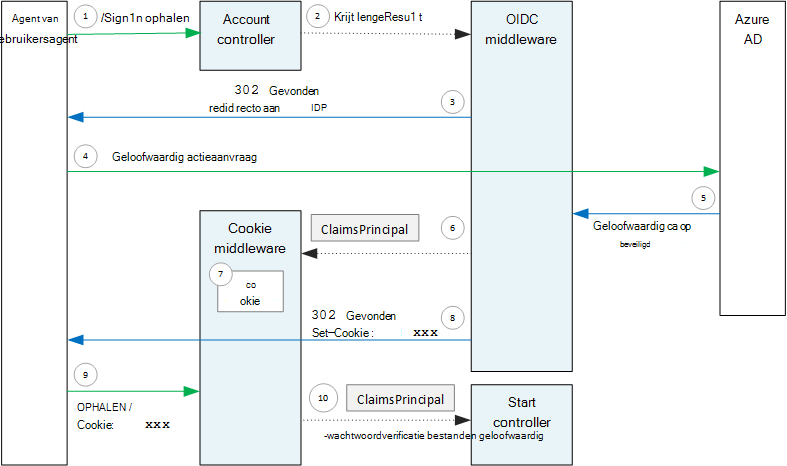 Agent van
ebruikersagent
1
/Sign1n ophalen
Account
controller
2
Krijt lengeResu1 t
OIDC
middleware
Azure
AD
302 Gevonden
redid recto aan IDP
3
4
Geloofwaardig actieaanvraag
5
Geloofwaardig ca op
beveiligd
Cookie
middleware
ClaimsPrincipal
6
7
co
okie
302 Gevonden
Set-Cookie: xxx
8
9
OPHALEN /
Cookie: xxx
10
ClaimsPrincipal
Start
controller
-wachtwoordverificatie bestanden geloofwaardig